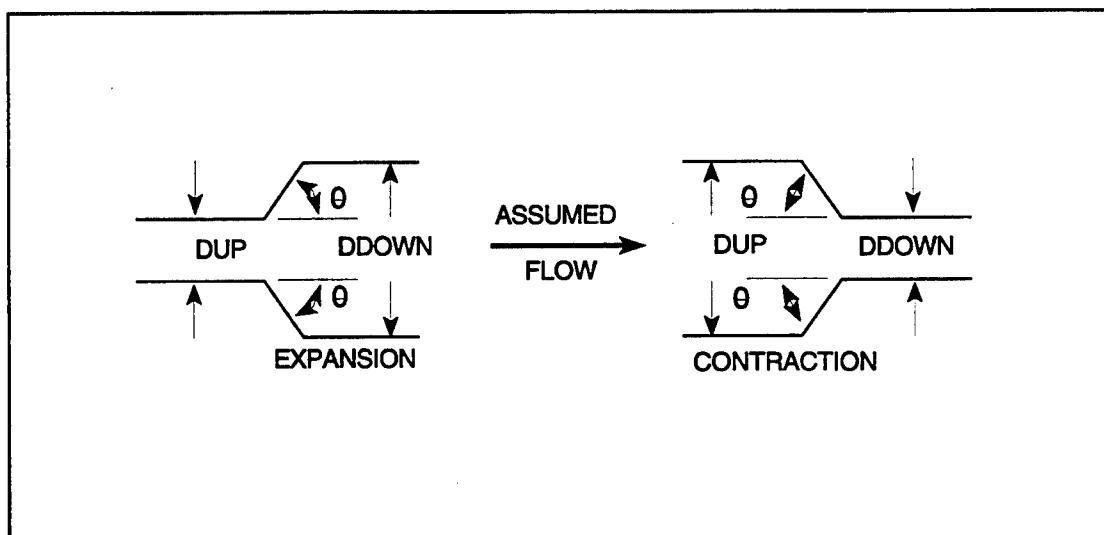 θ
DUP
DDOWN
θ
EXPANSION
ASSUMED
FLOW
θ
DUP
DDOWN
θ
CONTRACTION